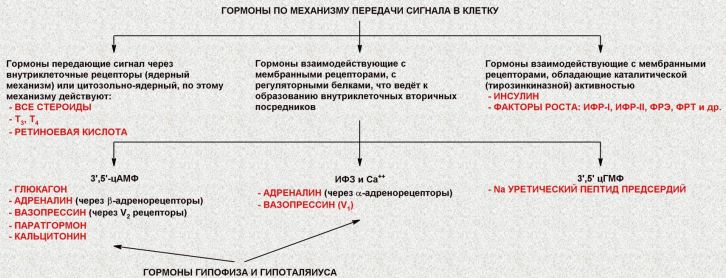 ГОРМОНЫ ПО МЕХАНИЗМУ ПЕРЕДАЧИ СИГНАЛА В КЛЕТКУ
Гормоны передающие сигнал через
внутриклеточные рецепторы (ядерный
механизм) или цитозольно-ядерный, по этому
механизму действуют:
- ВСЕ СТЕРОИДЫ
- Т3, Т4
- РЕТИНОЕВАЯ КИСЛОТА
Гормоны взаимодействующие с
мембранными рецепторами, с
регуляторными белками, что ведёт к
образованию внутриклеточных вторичных
посредников
Гормоны взаимодействующие с мембранными
рецепторами, обладающие каталитической
(тирозинкиназной) активностью
- ИНСУЛИН
- ФАКТОРЫ РОСТА: ИФР-I, ИФР-II, ФРЭ, ФРТ и др.
3',5'-цАМФ
- ГЛЮКАГОН
- АДРЕНАЛИН (через β-адренорецепторы)
- ВАЗОПРЕССИН (через V2 рецепторы)
- ПАРАТГОРМОН
- КАЛЬЦИТОНИН
ИФЗ и Са++
- АДРЕНАЛИН (через α-адренорецепторы)
- ВАЗОПРЕССИН (V1)
3',5' цГМФ
- Na УРЕТИЧЕСКИЙ ПЕПТИД ПРЕДСЕРДИЙ
ГОРМОНЫ ГИПОФИЗА И ГИПОТАЛЯИУСА